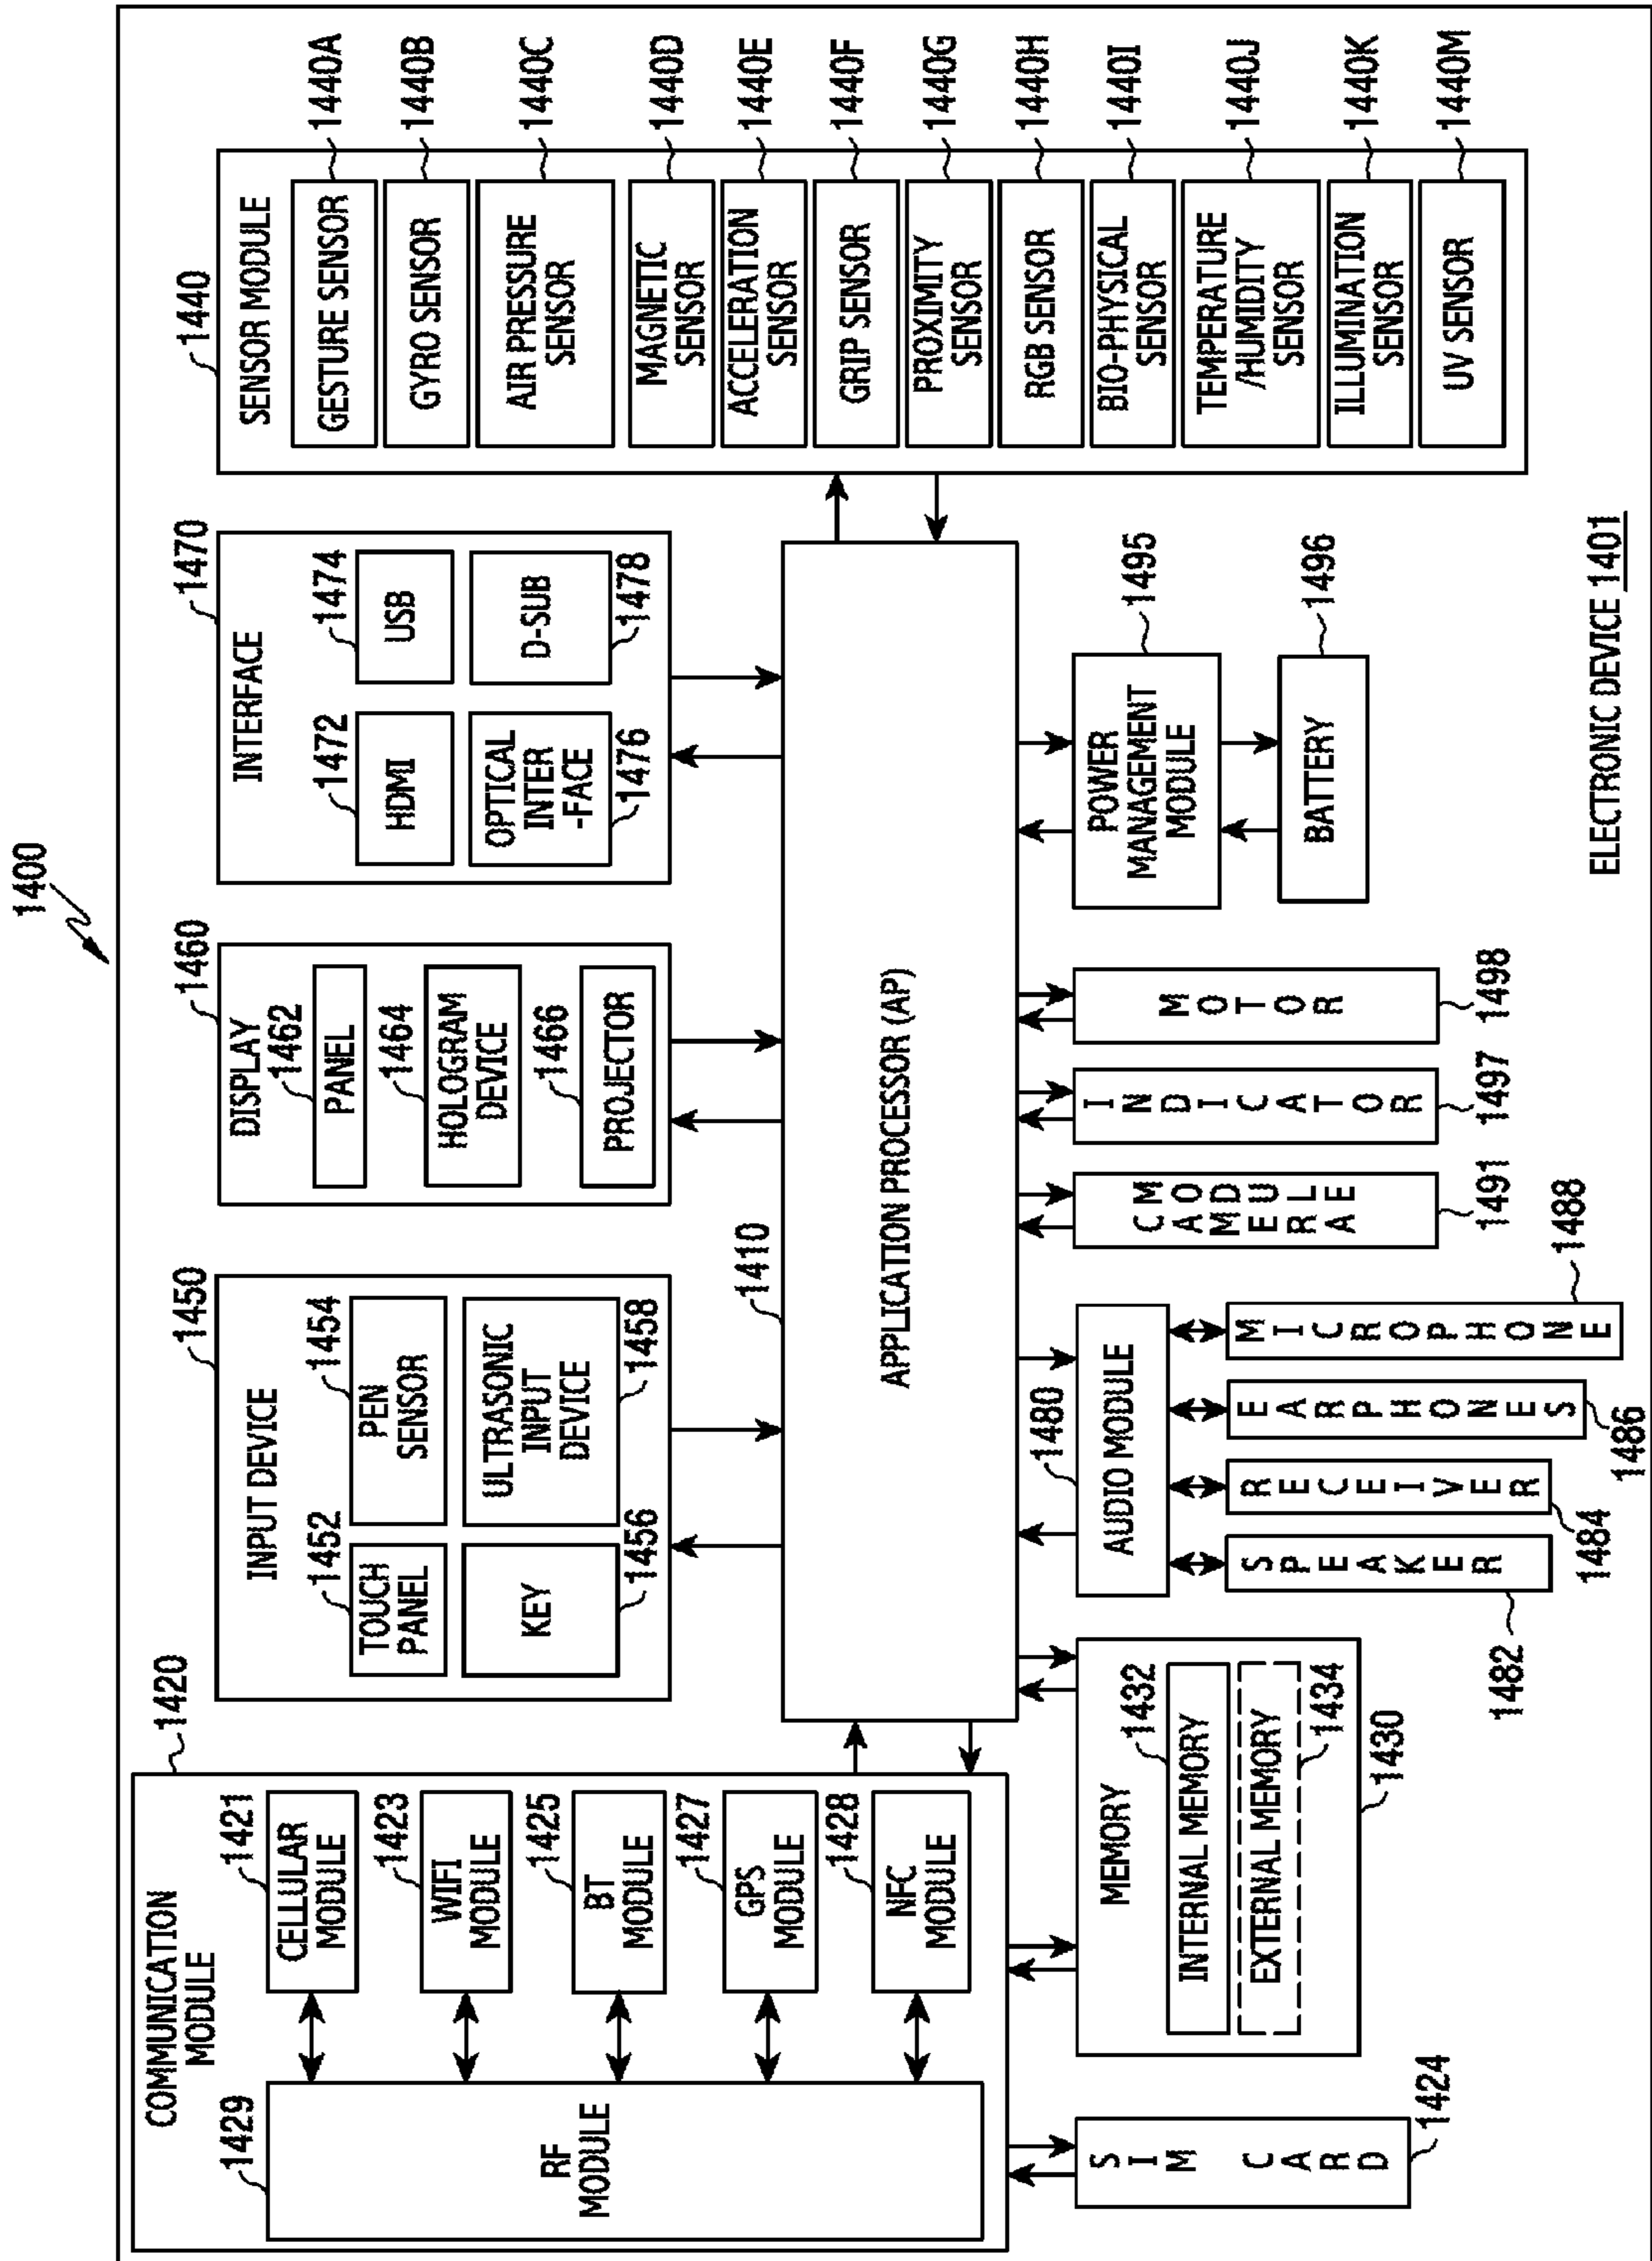 1400
COMMUNICATION
MODULE
1420
1429
RF
MODULE
1421
CELLULAR
MODULE
1423
WIFI
MODULE
1425
BT
MODULE
1427
GPS
MODULE
1428
NFC
MODULE
1450
INPUT DEVICE
1452
TOUCH
PANEL
1454
PEN
SENSOR
KEY
1456
ULTRASONIC
INPUT
DEVICE
1458
1460
DISPLAY
1462
PANEL
1464
HOLOGRAM
DEVICE
1466
PROJECTOR
1470
INTERFACE
1472
HDMI
1474
USB
OPTICAL
INTER
-FACE
1476
D-SUB
1478
1440
SENSOR MODULE
GESTURE SENSOR
1440A
GYRO SENSOR
1440B
AIR PRESSURE
SENSOR
1440C
MAGNETIC
SENSOR
1440D
ACCELERATION
SENSOR
1440E
GRIP SENSOR
1440F
PROXIMITY
SENSOR
1440G
RGB SENSOR
1440H
BIO-PHYSICAL
SENSOR
1440I
TEMPERATURE
/HUMIDITY
SENSOR
1440J
ILLUMINATION
SENSOR
1440K
UV SENSOR
1440M
1410
APPLICATION PROCESSOR (AP)
SIM CARD
1424
MEMORY
1432
INTERNAL MEMORY
EXTERNAL MEMORY
1434
1430
1480
AUDIO MODULE
SPEAKER
1482
RECEIVER
1484
EARPHONES
1486
MICROPHONE
1488
CAMERA
MODULE
1491
INDICATOR
1497
MOTOR
1498
POWER
MANAGEMENT
MODULE
1495
BATTERY
1496
ELECTRONIC DEVICE 1401